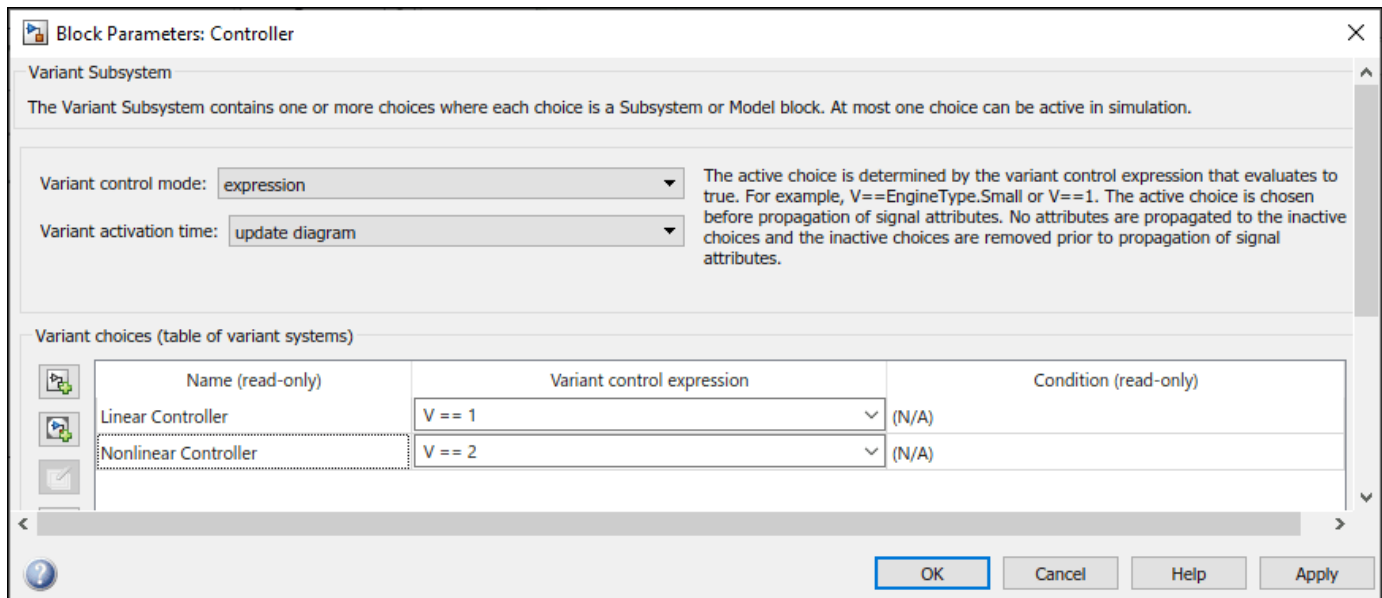 Block Parameters: Controller
Variant Subsystem
The Variant Subsystem contains one or more choices where each choice is a Subsystem or Model block. At most one choice can be active in simulation.
Variant control mode: expression
Variant activation time: update diagram
The active choice is determined by the variant control expression that evaluates to
true. For example, V==EngineType.Small or V==1. The active choice is chosen
before propagation of signal attributes. No attributes are propagated to the inactive
choices and the inactive choices are removed prior to propagation of signal
attributes.
Variant choices (table of variant systems)
Name (read-only) Variant control expression Condition (read-only)
Linear Controller V == 1 (N/A)
Nonlinear Controller V == 2 (N/A)
OK Cancel Help Apply